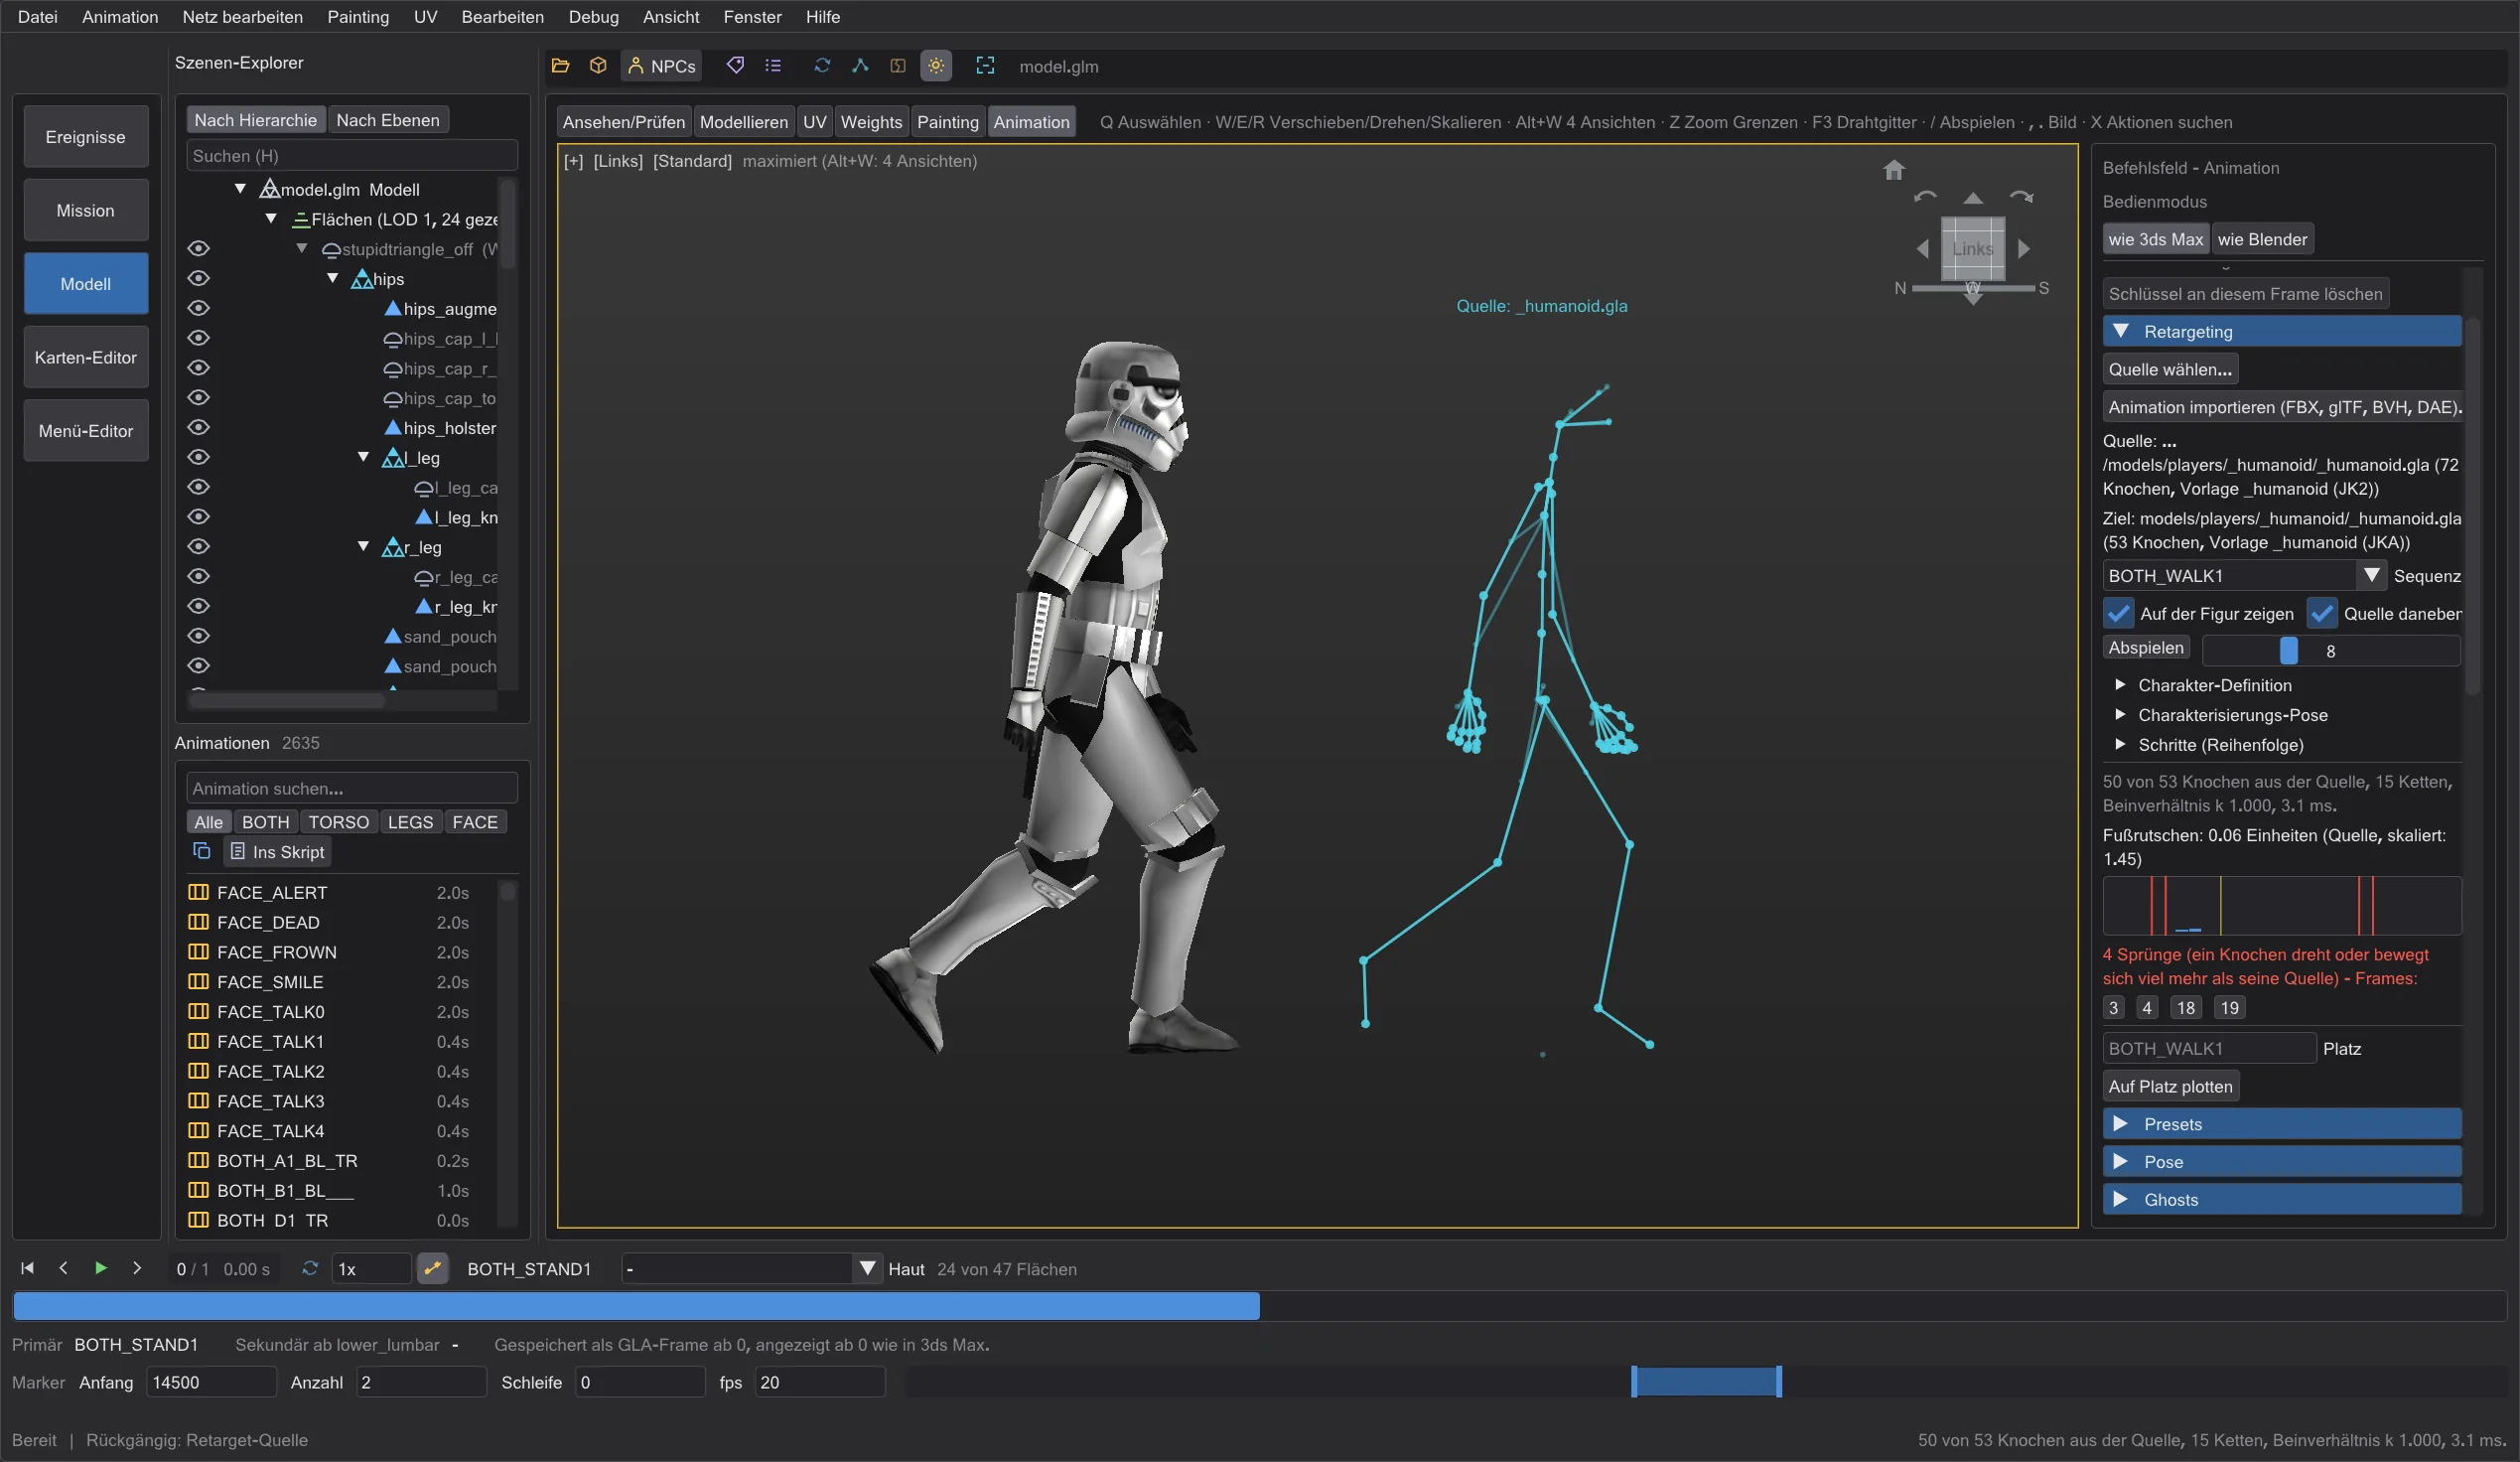 Datei Animation Netz bearbeiten Painting UV Bearbeiten Debug Ansicht Fenster Hilfe
Szenen-Explorer
NPCs model.glm
Ereignisse
Mission
Modell
Karten-Editor
Menü-Editor
Nach Hierarchie Nach Ebenen
Suchen (H)
model.glm Modell
Flächen (LOD 1, 24 geze
stupidtriangle_off (W
hips
hips_augme
hips_cap_l_l
hips_cap_r_
hips_cap_to
hips_holster
l_leg
l_leg_ca
l_leg_kn
r_leg
r_leg_ca
r_leg_kn
sand_pouch
sand_pouch
Animationen 2635
Animation suchen...
Alle BOTH TORSO LEGS FACE
Ins Skript
FACE_ALERT 2.0s
FACE_DEAD 2.0s
FACE_FROWN 2.0s
FACE_SMILE 2.0s
FACE_TALK0 2.0s
FACE_TALK1 0.4s
FACE_TALK2 0.4s
FACE_TALK3 0.4s
FACE_TALK4 0.4s
BOTH_A1_BL_TR 0.2s
BOTH_B1_BL___ 1.0s
BOTH_D1_TR 0.0s
Ansehen/Prüfen Modellieren UV Weights Painting Animation Q Auswählen · W/E/R Verschieben/Drehen/Skalieren · Alt+W 4 Ansichten · Z Zoom Grenzen · F3 Drahtgitter · / Abspielen · , . Bild · X Aktionen suchen
[+] [Links] [Standard] maximiert (Alt+W: 4 Ansichten)
Links
N W S
Quelle: _humanoid.gla
Befehlsfeld - Animation
Bedienmodus
wie 3ds Max wie Blender
Schlüssel an diesem Frame löschen
Retargeting
Quelle wählen...
Animation importieren (FBX, glTF, BVH, DAE).
Quelle: ...
/models/players/_humanoid/_humanoid.gla (72
Knochen, Vorlage _humanoid (JK2))
Ziel: models/players/_humanoid/_humanoid.gla
(53 Knochen, Vorlage _humanoid (JKA))
BOTH_WALK1 Sequenz
Auf der Figur zeigen Quelle daneben
Abspielen 8
Charakter-Definition
Charakterisierungs-Pose
Schritte (Reihenfolge)
50 von 53 Knochen aus der Quelle, 15 Ketten,
Beinverhältnis k 1.000, 3.1 ms.
Fußrutschen: 0.06 Einheiten (Quelle, skaliert:
1.45)
4 Sprünge (ein Knochen dreht oder bewegt
sich viel mehr als seine Quelle) - Frames:
3 4 18 19
BOTH_WALK1 Platz
Auf Platz plotten
Presets
Pose
Ghosts
0 / 1 0.00 s 1x BOTH_STAND1 - Haut 24 von 47 Flächen
Primär BOTH_STAND1 Sekundär ab lower_lumbar - Gespeichert als GLA-Frame ab 0, angezeigt ab 0 wie in 3ds Max.
Marker Anfang 14500 Anzahl 2 Schleife 0 fps 20
Bereit | Rückgängig: Retarget-Quelle
50 von 53 Knochen aus der Quelle, 15 Ketten, Beinverhältnis k 1.000, 3.1 ms.